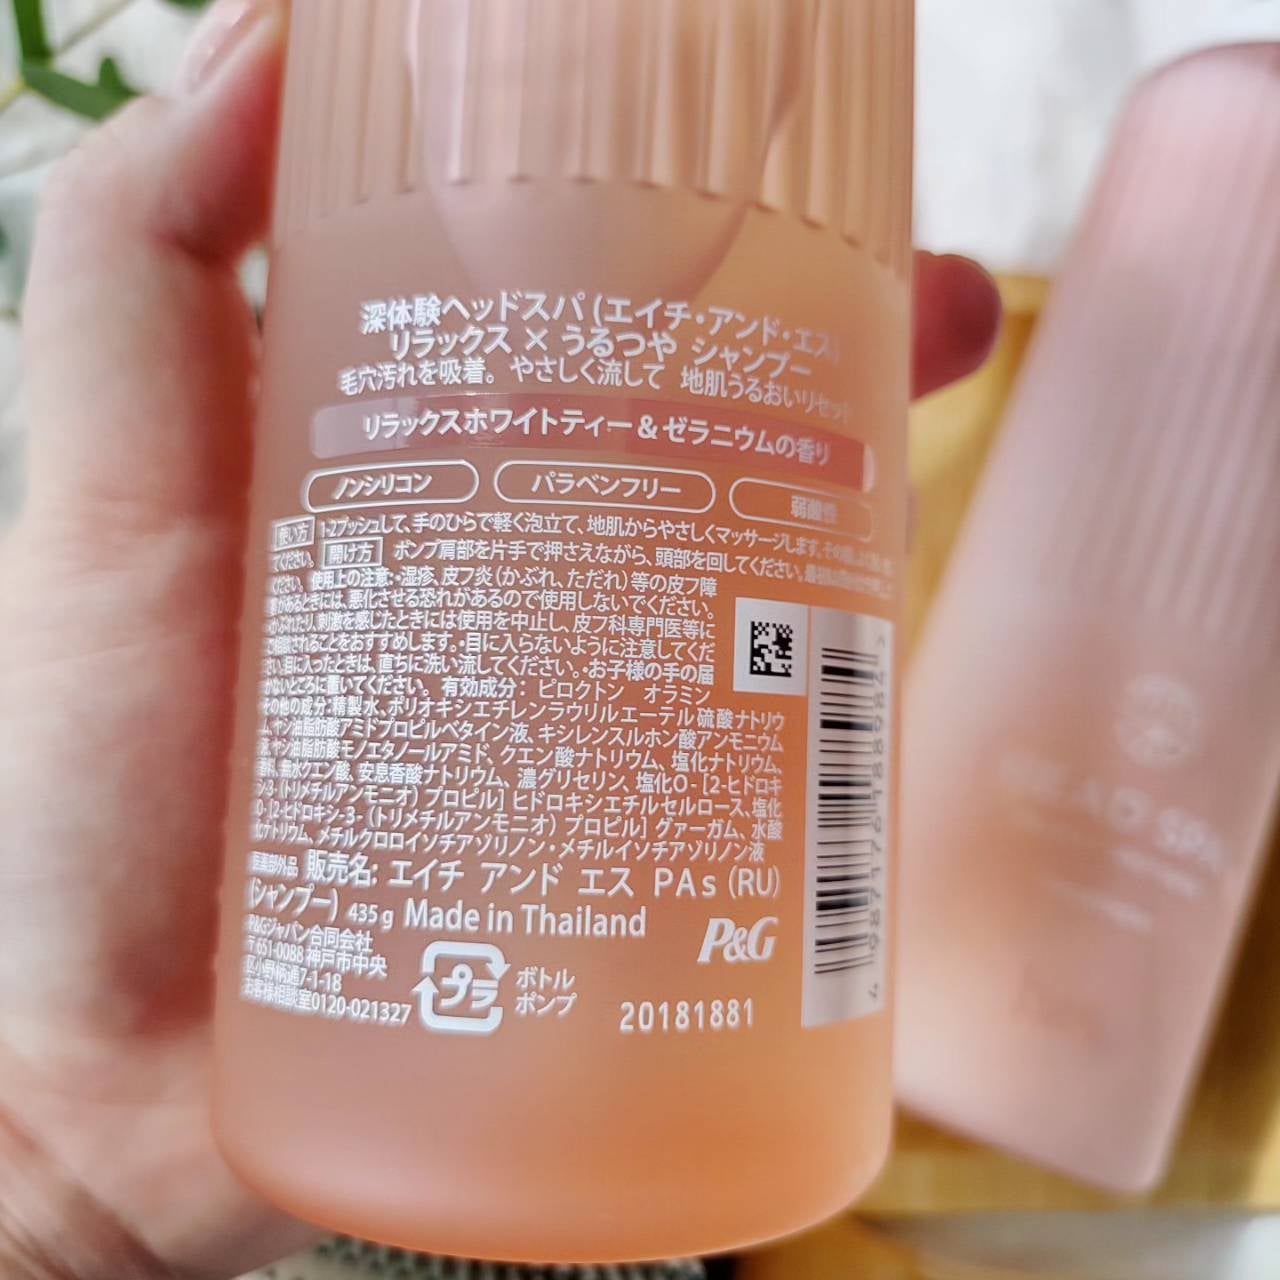 深体験ヘッドスパ (エイチ・アンド・エス)
リラックス × うるつや シャンプー
毛穴汚れを吸着。 やさしく流して 地肌うるおいリセット
リラックスホワイトティー & ゼラニウムの香り
ノンシリコン パラベンフリー 弱酸性
使い方 1-2プッシュして、手のひらで軽く泡立て、地肌からやさしくマッサージします。
てください。 開け方 ポンプ肩部を片手で押さえながら、頭部を回してください。
ください。 使用上の注意:・湿疹、皮フ炎(かぶれ、ただれ)等の皮フ障
害があるときには、悪化させる恐れがあるので使用しないでください。
・かぶれたり、刺激を感じたときには使用を中止し、皮フ科専門医等に
ご相談されることをおすすめします。・目に入らないように注意してくだ
さい。目に入ったときは、直ちに洗い流してください。・お子様の手の届
かないところに置いてください。 有効成分： ピロクトン オラミン
その他の成分:精製水、ポリオキシエチレンラウリルエーテル硫酸ナトリウ
ム、ヤシ油脂肪酸アミドプロピルベタイン液、キシレンスルホン酸アンモニウム
液、ヤシ油脂肪酸モノエタノールアミド、クエン酸ナトリウム、塩化ナトリウム、
香料、無水クエン酸、安息香酸ナトリウム、濃グリセリン、塩化O-[2-ヒドロキ
シ-3-(トリメチルアンモニオ) プロピル] ヒドロキシエチルセルロース、塩化
O-[2-ヒドロキシ-3-(トリメチルアンモニオ) プロピル] グァーガム、水酸
化ナトリウム、メチルクロロイソチアゾリノン・メチルイソチアゾリノン液
医薬部外品 販売名: エイチ アンド エス PAs (RU)
(シャンプー) 435g Made in Thailand
P&Gジャパン合同会社
〒651-0088 神戸市中央
区小野柄通7-1-18
お客様相談室0120-021327
プラ
ボトル
ポンプ
P&G
20181881
HEAD SPA